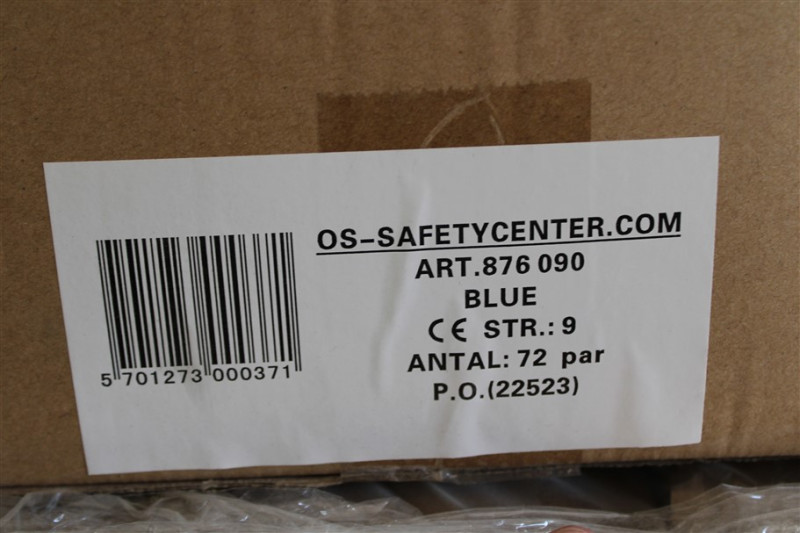 OS-SAFETYCENTER.COM
ART.876 090
BLUE
CE STR.: 9
ANTAL: 72 par
P.O.(22523)
5 701273 000371